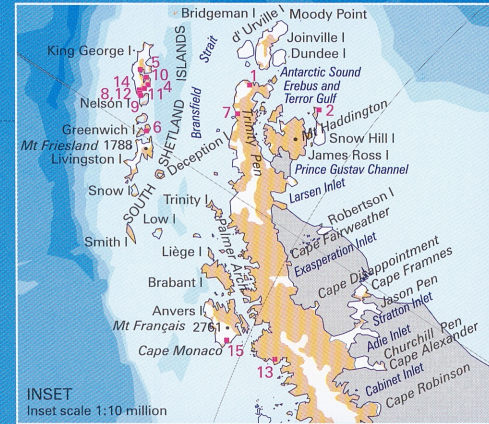 Bridgeman I
d' Urville I
Moody Point
Joinville I
Dundee I
King George I
SOUTH SHETLAND ISLANDS
Bransfield Strait
Antarctic Sound
Erebus and
Terror Gulf
5
10
14
4
8,12
11
Nelson I
9
1
2
7
Mt Haddington
Greenwich I
6
Mt Friesland 1788
Livingston I
Deception I
Trinity Pen
Snow Hill I
James Ross I
Prince Gustav Channel
Larsen Inlet
Snow I
Low I
Smith I
Trinity I
Palmer Arch
Robertson I
Cape Fairweather
Exasperation Inlet
Liège I
Brabant I
Cape Disappointment
Cape Framnes
Jason Pen
Stratton Inlet
Anvers I
Mt Français 2761
Cape Monaco
15
13
Adie Inlet
Churchill Pen
Cape Alexander
Cabinet Inlet
Cape Robinson
INSET
Inset scale 1:10 million